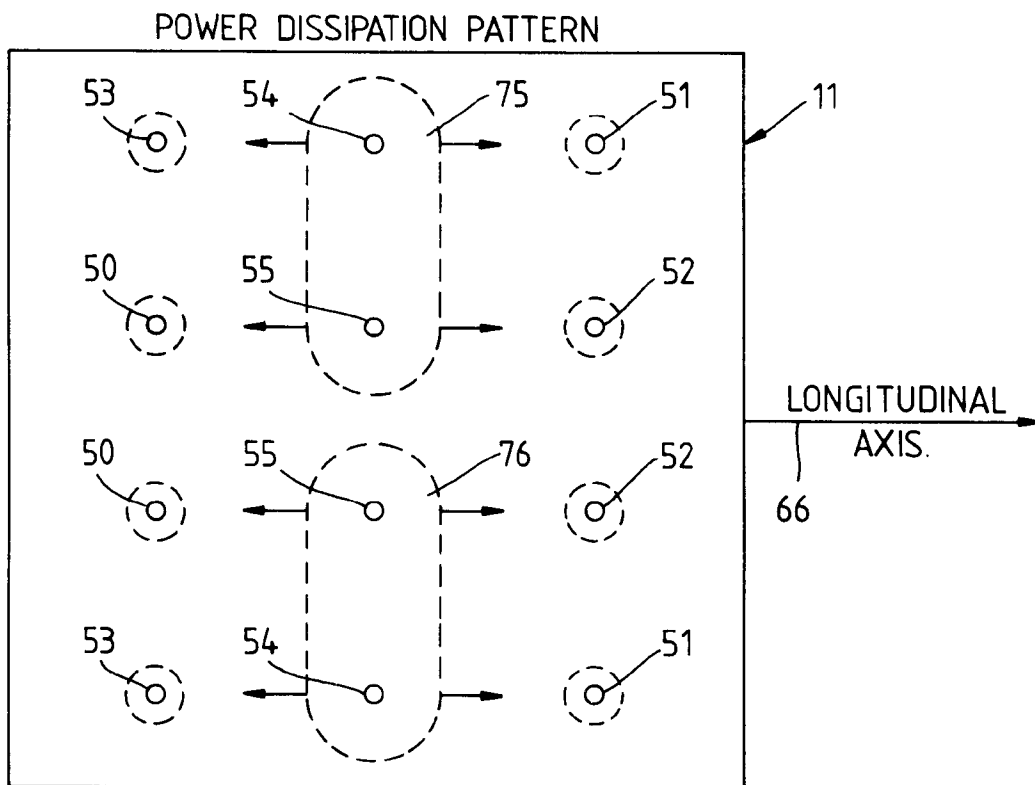 POWER DISSIPATION PATTERN
53 54 75 51 11
50 55 52
LONGITUDINAL
AXIS.
50 55 76 52 66
53 54 51